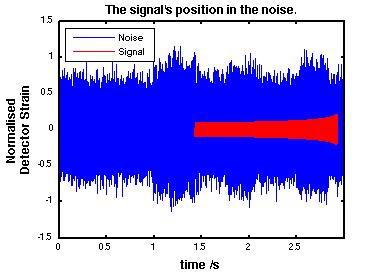 The signal's position in the noise.
1.5
1
0.5
0
-0.5
-1
-1.5
Normalised
Detector Strain
Noise
Signal
0 0.5 1 1.5 2 2.5
time /s